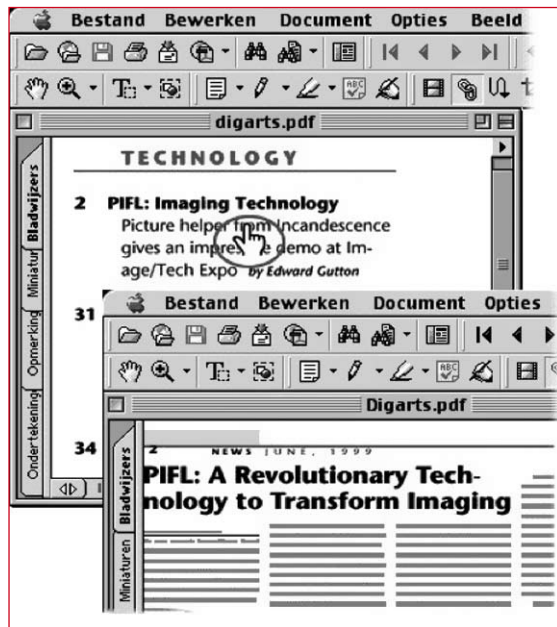 Bestand Bewerken Document Opties Beeld
digarts.pdf
Bladwijzers
Miniatur
Opmerking
Ondertekening
TECHNOLOGY
2 PIFL: Imaging Technology
Picture helper from Incandescence
gives an impres e demo at Im-
age/Tech Expo by Edward Gutton
31
34
Bestand Bewerken Document Opties
ABC
Digarts.pdf
Bladwijzers
Miniaturen
2 NEWS JUNE, 1999
PIFL: A Revolutionary Tech-
nology to Transform Imaging